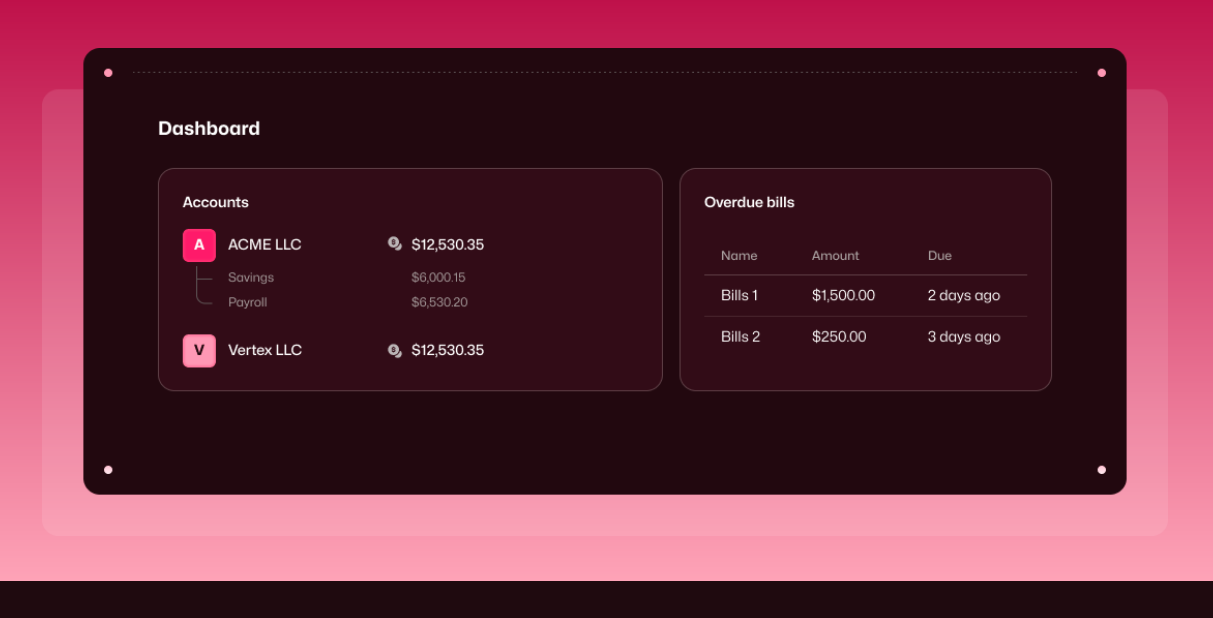 Dashboard
Accounts
A ACME LLC $12,530.35
Savings $6,000.15
Payroll $6,530.20
V Vertex LLC $12,530.35
Overdue bills
Name Amount Due
Bills 1 $1,500.00 2 days ago
Bills 2 $250.00 3 days ago